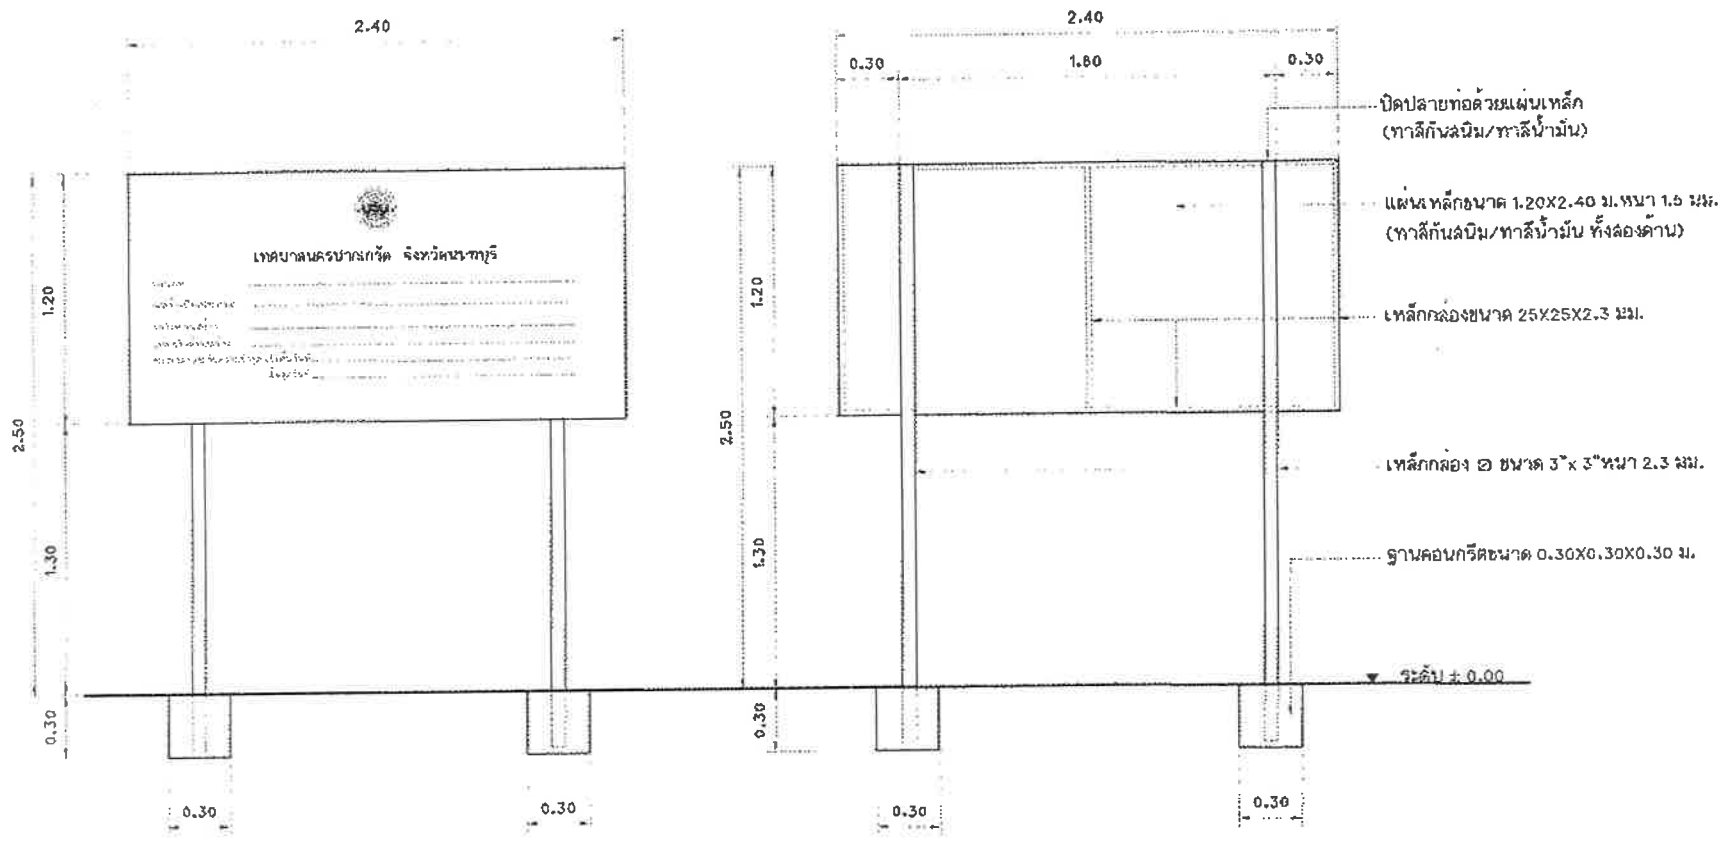 2.40
1.20
2.50
1.30
0.30
เทศบาลนครปากเกร็ด จังหวัดนนทบุรี
0.30
0.30
2.40
0.30
1.80
0.30
ปิดปลายท่อด้วยแผ่นเหล็ก
(ทาสีกันสนิม/ทาสีน้ำมัน)
แผ่นเหล็กขนาด 1.20X2.40 ม.หนา 1.5 มม.
(ทาสีกันสนิม/ทาสีน้ำมัน ทั้งสองด้าน)
1.20
เหล็กกล่องขนาด 25X25X2.3 มม.
2.50
เหล็กกล่อง ขนาด 3"x 3"หนา 2.3 มม.
1.30
ฐานคอนกรีตขนาด 0.30X0.30X0.30 ม.
ระดับ ± 0.00
0.30
0.30
0.30